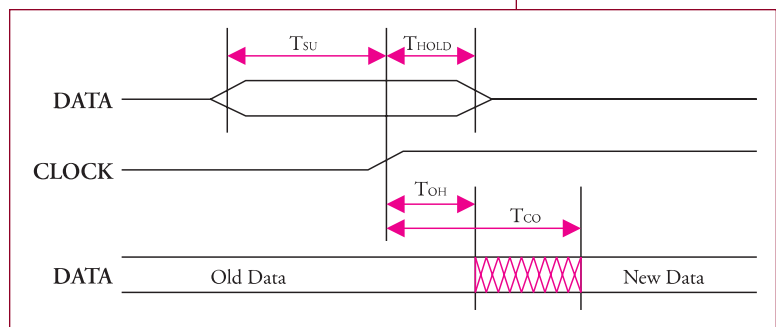 TSU
THOLD
DATA
CLOCK
TOH
TCO
DATA
Old Data
New Data